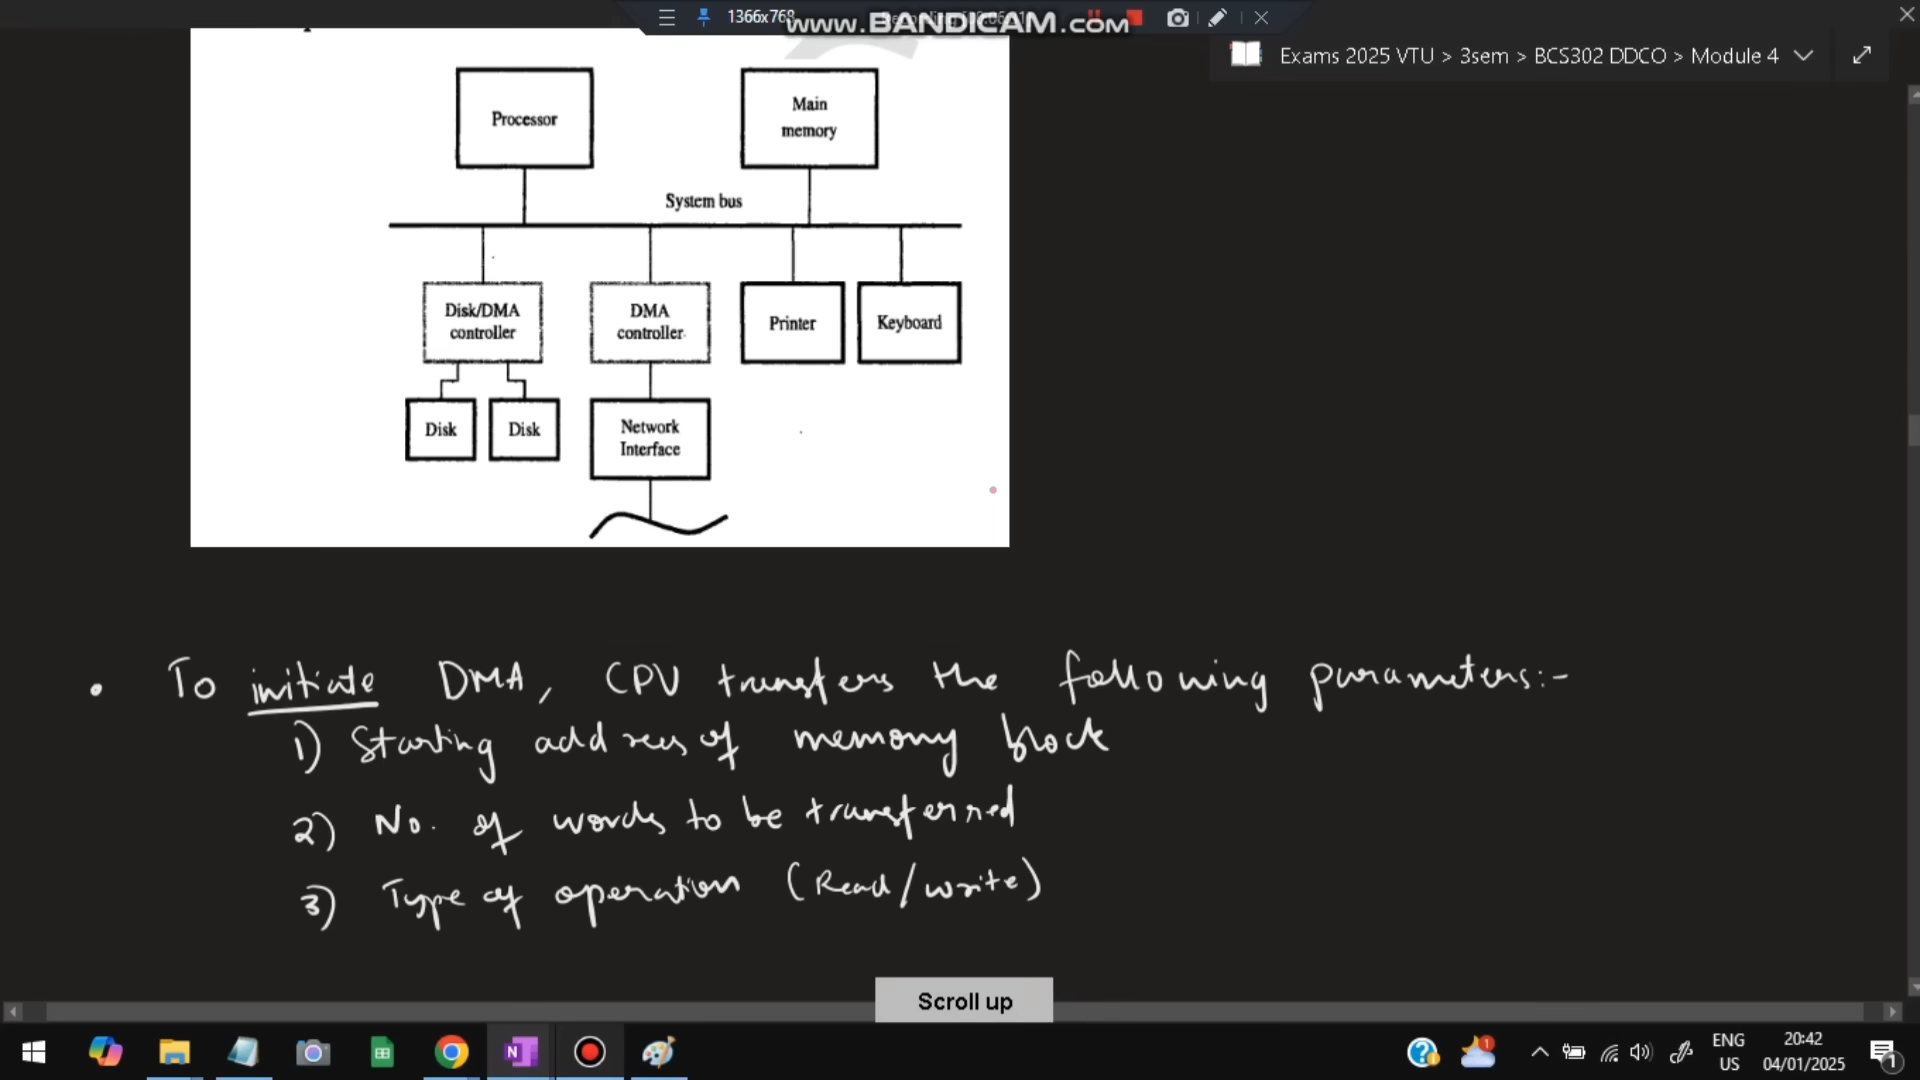 1366x768
www.BANDICAM.com
Exams 2025 VTU > 3sem > BCS302 DDCO > Module 4
Processor
Main
memory
System bus
Disk/DMA
controller
DMA
controller
Printer
Keyboard
Disk
Disk
Network
Interface
• To initiate DMA, CPU transfers the following parameters:-
1) Starting address of memory block
2) No. of words to be transferred
3) Type of operation (Read/write)
Scroll up
ENG
US
20:42
04/01/2025